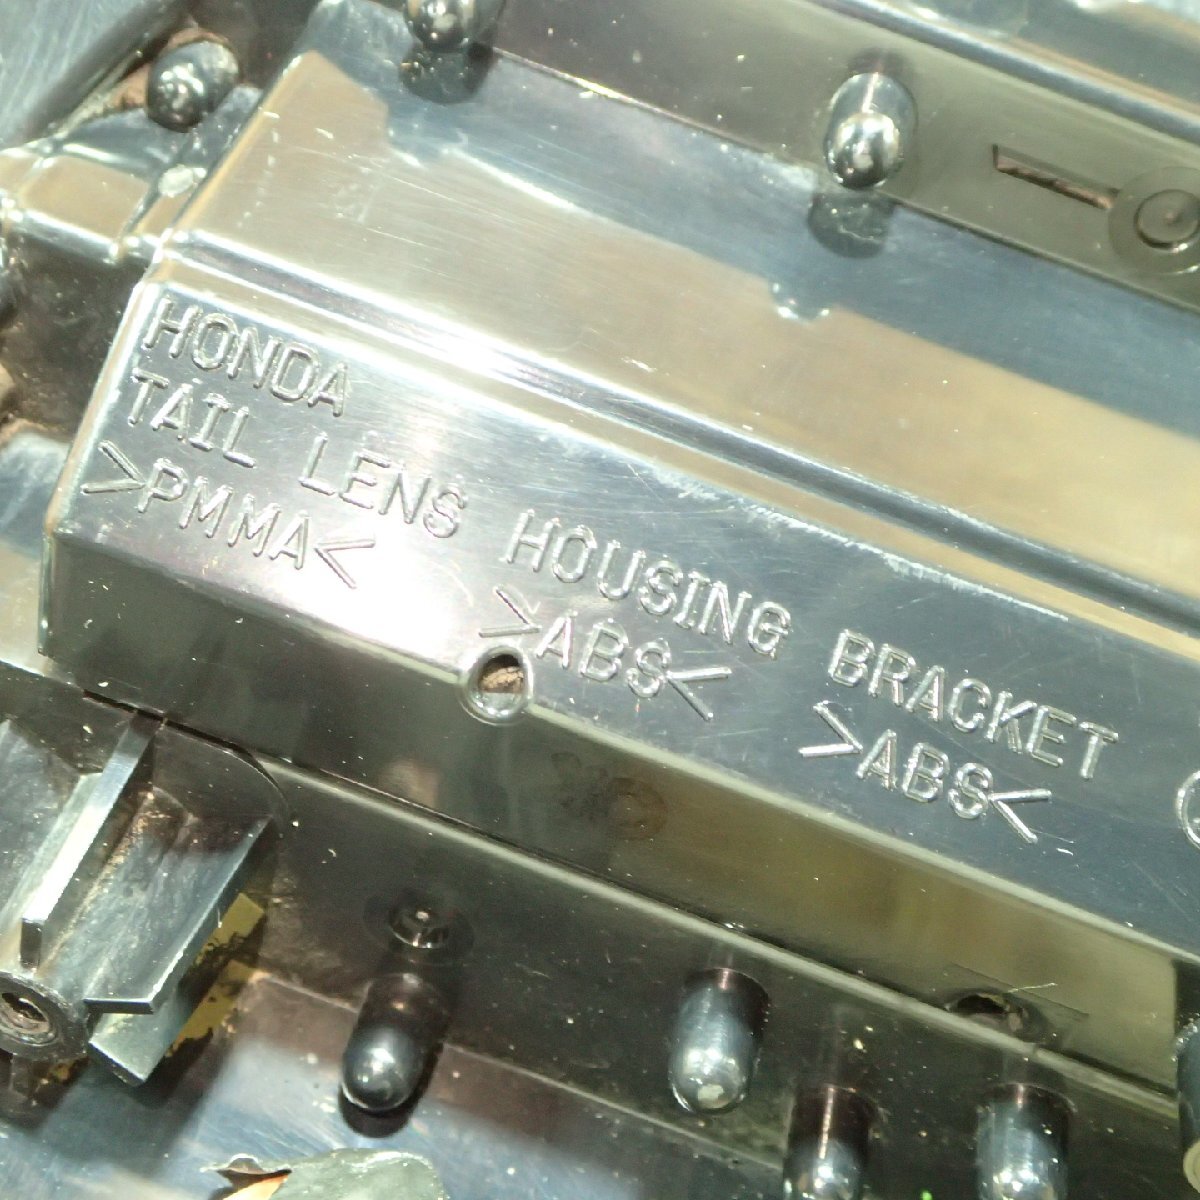 HONDA
TAIL LENS HOUSING BRACKET
>PMMA< >ABS< >ABS<